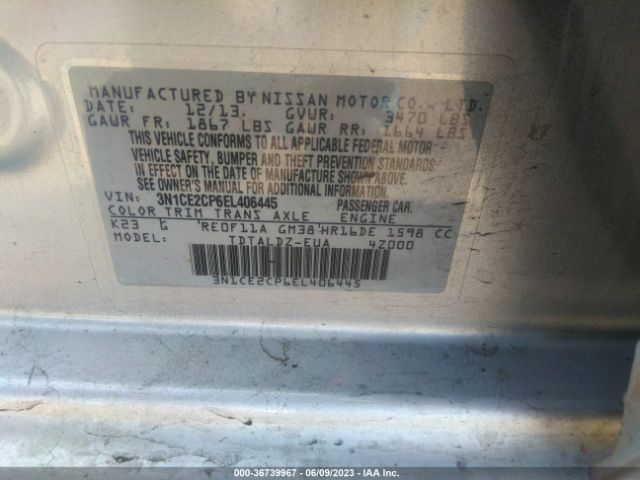 MANUFACTURED BY NISSAN MOTOR CO., LTD.
DATE: 12/13. GVWR: 3470 LBS
GAWR FR: 1867 LBS GAWR RR: 1664 LBS
THIS VEHICLE CONFORMS TO ALL APPLICABLE FEDERAL MOTOR
VEHICLE SAFETY, BUMPER AND THEFT PREVENTION STANDARDS
IN EFFECT ON THE DATE OF MANUFACTURE SHOWN ABOVE.
SEE OWNER'S MANUAL FOR ADDITIONAL INFORMATION
VIN: 3N1CE2CP6EL406445 PASSENGER CAR.
COLOR TRIM TRANS AXLE ENGINE
K23 G RE0F11A GM38 HR16DE 1598 CC
MODEL: TDTALDZ-EUA 4Z000
3N1CE2CP6EL406445
000-36739967 - 06/09/2023 - IAA Inc.